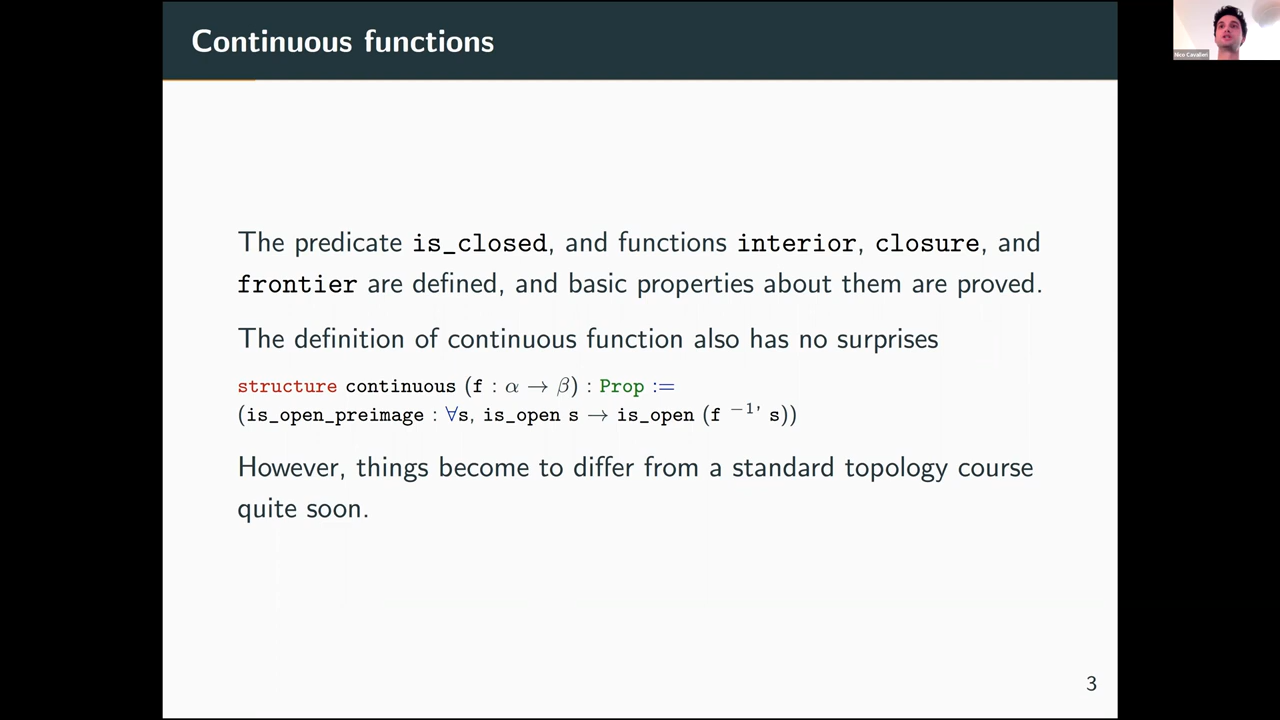 Continuous functions
Nico Cavalleri
The predicate is_closed, and functions interior, closure, and
frontier are defined, and basic properties about them are proved.
The definition of continuous function also has no surprises
structure continuous (f : α → β) : Prop :=
(is_open_preimage : ∀s, is_open s → is_open (f ⁻¹' s))
However, things become to differ from a standard topology course
quite soon.
3